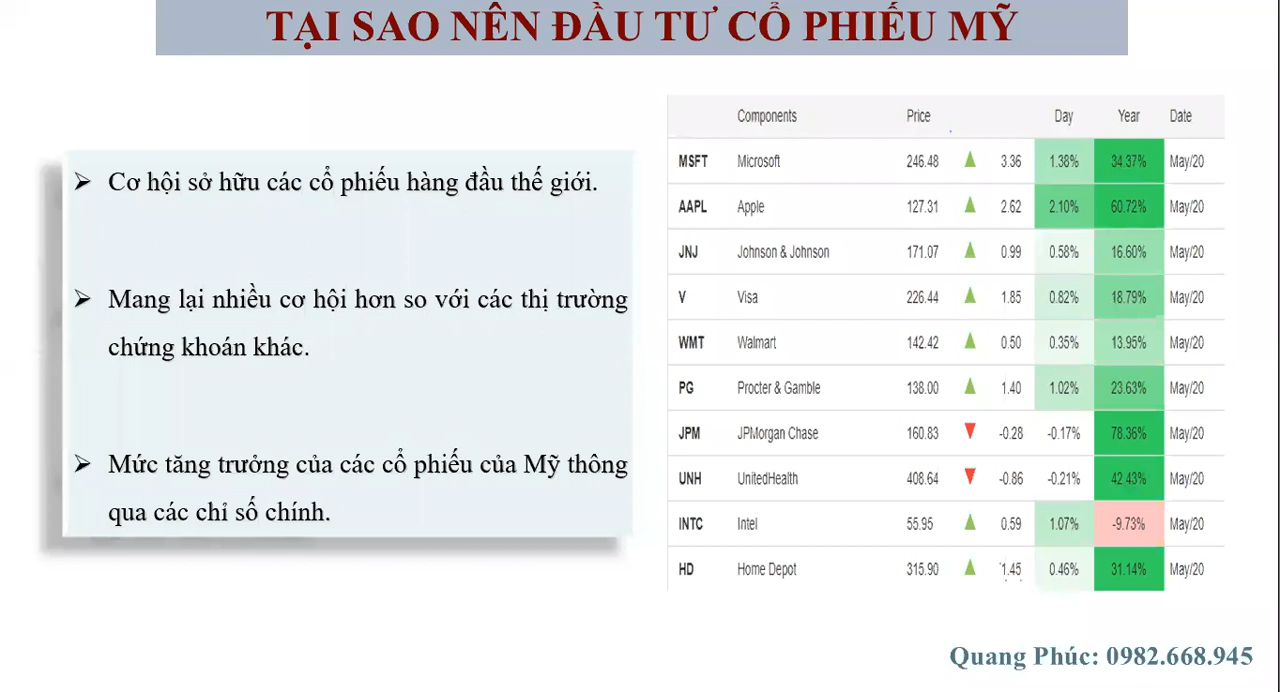 TẠI SAO NÊN ĐẦU TƯ CỔ PHIẾU MỸ
➢ Cơ hội sở hữu các cổ phiếu hàng đầu thế giới.
➢ Mang lại nhiều cơ hội hơn so với các thị trường
chứng khoán khác.
➢ Mức tăng trưởng của các cổ phiếu của Mỹ thông
qua các chỉ số chính.
Components Price Day Year Date
MSFT Microsoft 246.48 ▲ 3.36 1.38% 34.37% May/20
AAPL Apple 127.31 ▲ 2.62 2.10% 60.72% May/20
JNJ Johnson & Johnson 171.07 ▲ 0.99 0.58% 16.60% May/20
V Visa 226.44 ▲ 1.85 0.82% 18.79% May/20
WMT Walmart 142.42 ▲ 0.50 0.35% 13.95% May/20
PG Procter & Gamble 138.00 ▲ 1.40 1.02% 23.63% May/20
JPM JPMorgan Chase 160.83 ▼ -0.28 -0.17% 78.36% May/20
UNH UnitedHealth 408.64 ▼ -0.86 -0.21% 42.43% May/20
INTC Intel 55.95 ▲ 0.59 1.07% -9.73% May/20
HD Home Depot 315.90 ▲ 1.45 0.46% 31.14% May/20
Quang Phúc: 0982.668.945